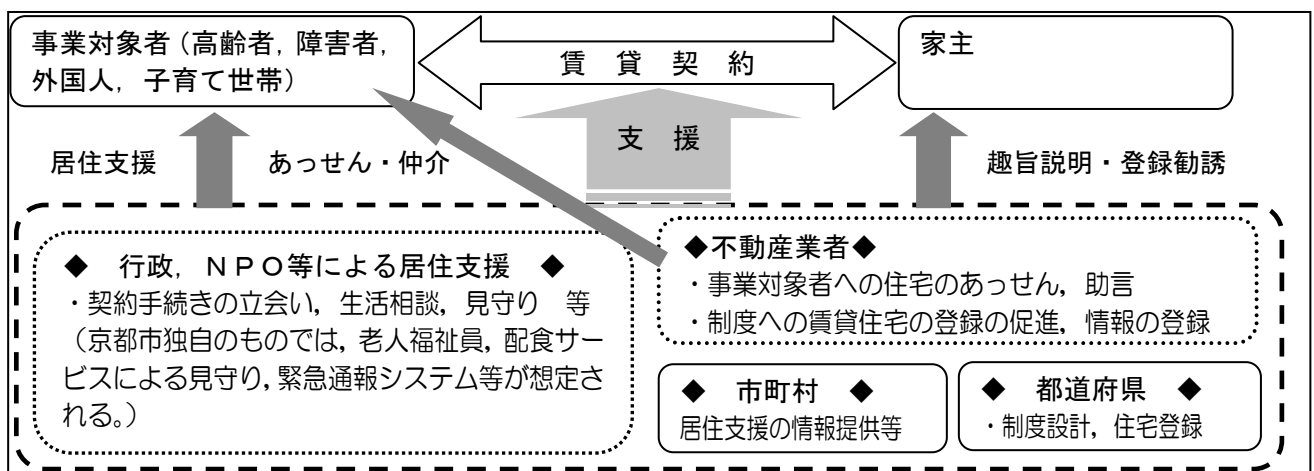 事業対象者（高齢者，障害者，
外国人，子育て世帯）
賃　貸　契　約
家主
支　援
居住支援
あっせん・仲介
趣旨説明・登録勧誘
◆　行政，ＮＰＯ等による居住支援　◆
・契約手続きの立会い，生活相談，見守り　等
（京都市独自のものでは，老人福祉員，配食サー
ビスによる見守り，緊急通報システム等が想定さ
れる。）
◆不動産業者◆
・事業対象者への住宅のあっせん，助言
・制度への賃貸住宅の登録の促進，情報の登録
◆　市町村　◆
居住支援の情報提供等
◆　都道府県　◆
・制度設計，住宅登録